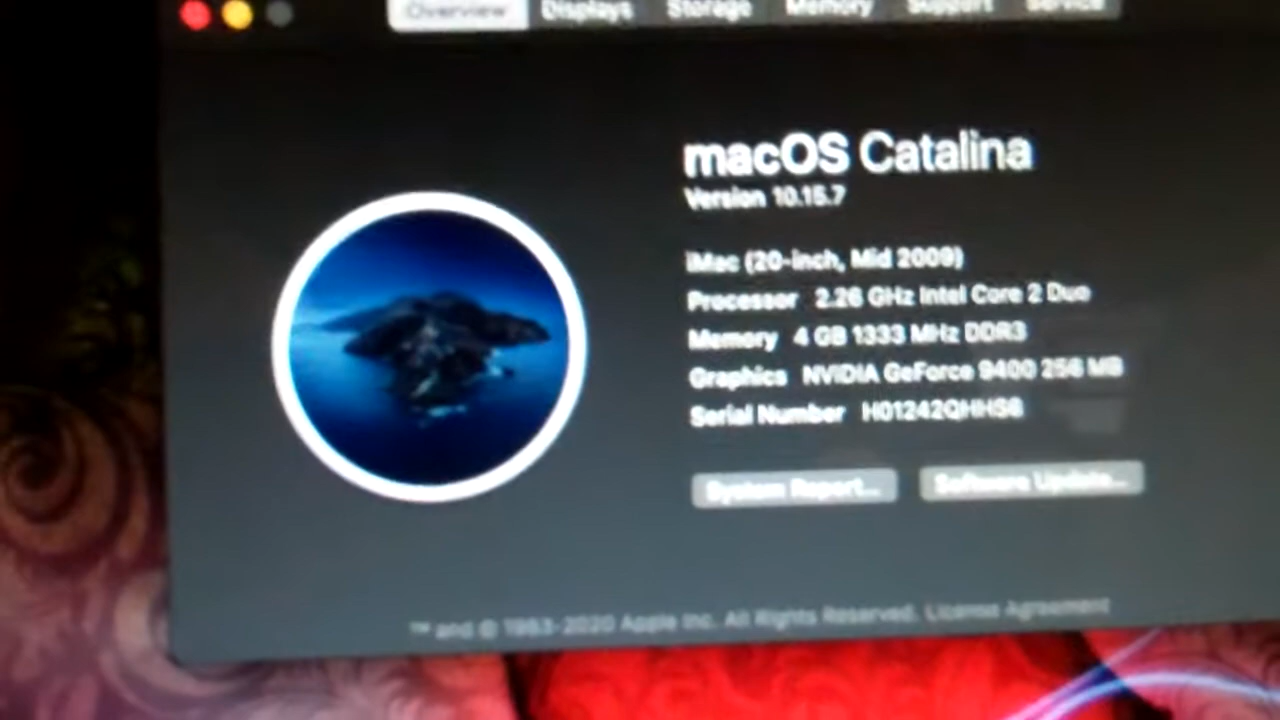 Overview Displays Storage Memory Support Service
macOS Catalina
Version 10.15.7
iMac (20-inch, Mid 2009)
Processor 2.26 GHz Intel Core 2 Duo
Memory 4 GB 1333 MHz DDR3
Graphics NVIDIA GeForce 9400 256 MB
Serial Number H01242QHHS6
System Report... Software Update...
™ and © 1983-2020 Apple Inc. All Rights Reserved. License Agreement